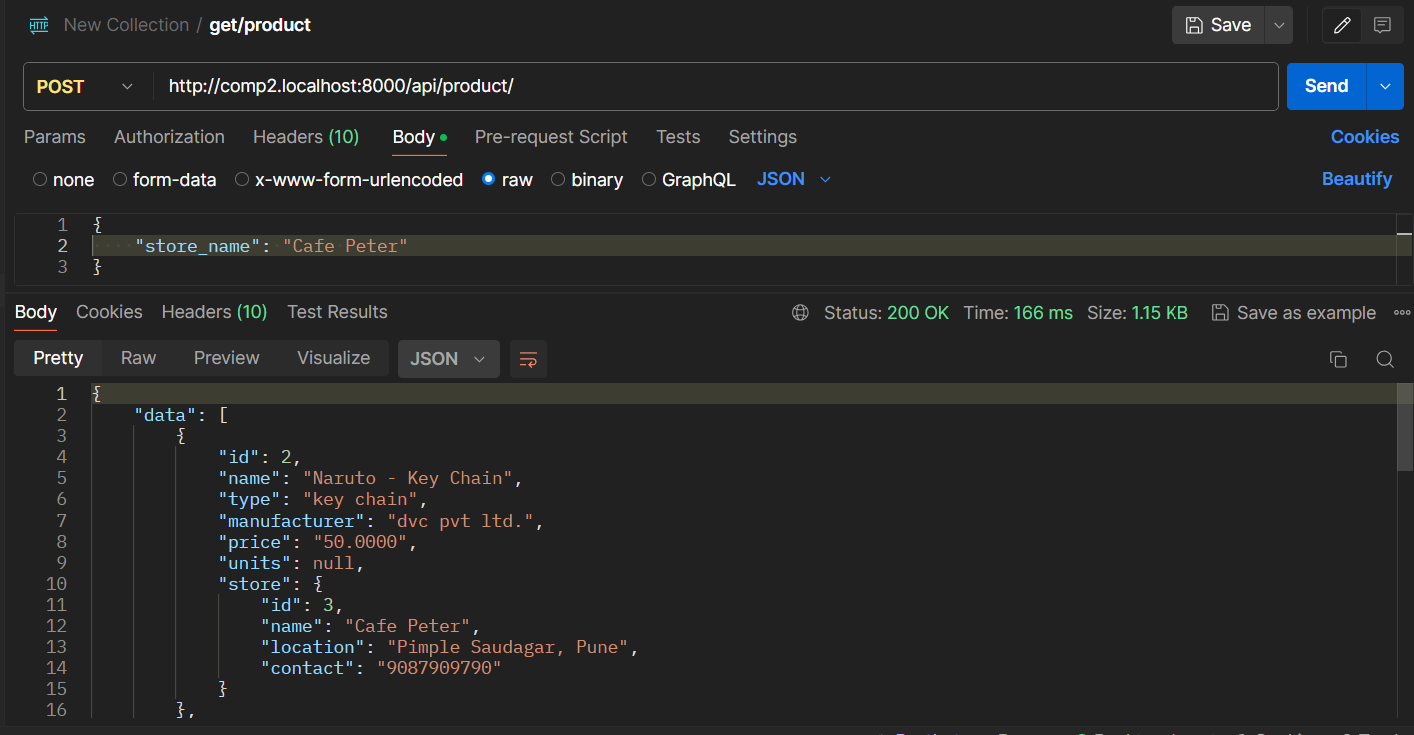 HTTP New Collection / get/product Save
POST http://comp2.localhost:8000/api/product/ Send
Params Authorization Headers (10) Body Pre-request Script Tests Settings Cookies
none form-data x-www-form-urlencoded raw binary GraphQL JSON Beautify
1 {
2 "store_name": "Cafe Peter"
3 }
Body Cookies Headers (10) Test Results Status: 200 OK Time: 166 ms Size: 1.15 KB Save as example
Pretty Raw Preview Visualize JSON
1 {
2 "data": [
3 {
4 "id": 2,
5 "name": "Naruto - Key Chain",
6 "type": "key chain",
7 "manufacturer": "dvc pvt ltd.",
8 "price": "50.0000",
9 "units": null,
10 "store": {
11 "id": 3,
12 "name": "Cafe Peter",
13 "location": "Pimple Saudagar, Pune",
14 "contact": "9087909790"
15 }
16 },